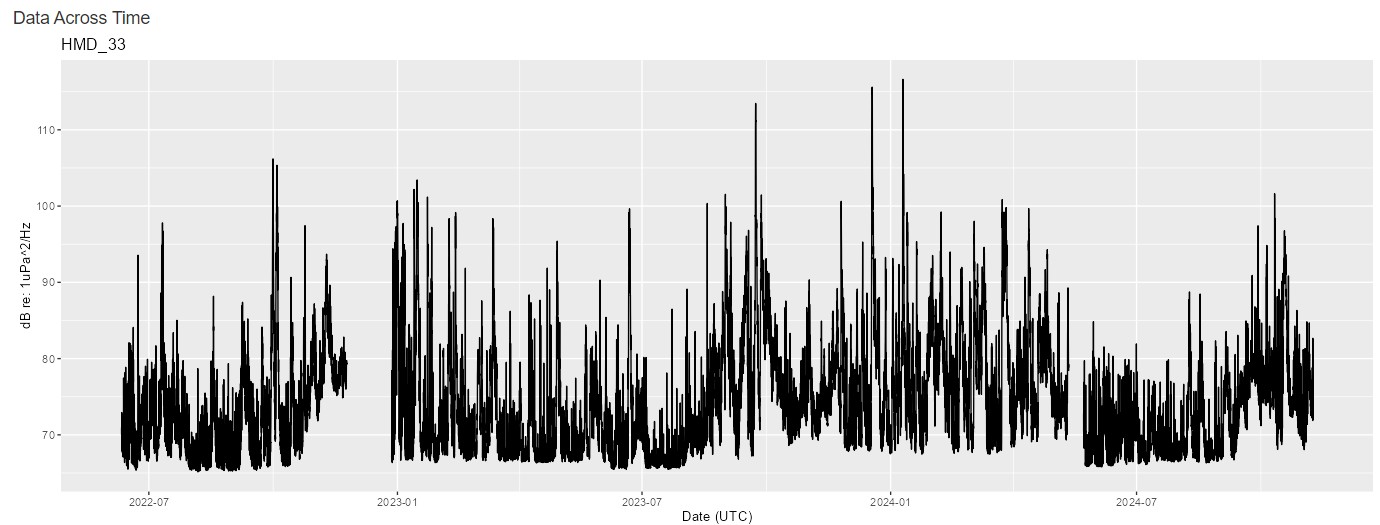 Data Across Time
HMD_33
110
100
90
80
70
dB re: 1uPa^2/Hz
2022-07
2023-01
2023-07
2024-01
2024-07
Date (UTC)